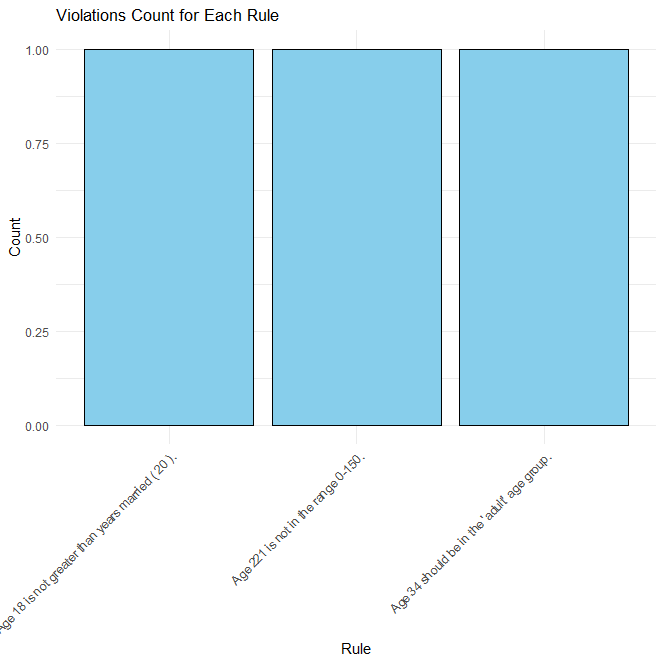 Violations Count for Each Rule
1.00
0.75
0.50
0.25
0.00
Count
Age 18 is not greater than years married ( 20 ).
Age 221 is not in the range 0-150.
Age 34 should be in the 'adult' age group.
Rule